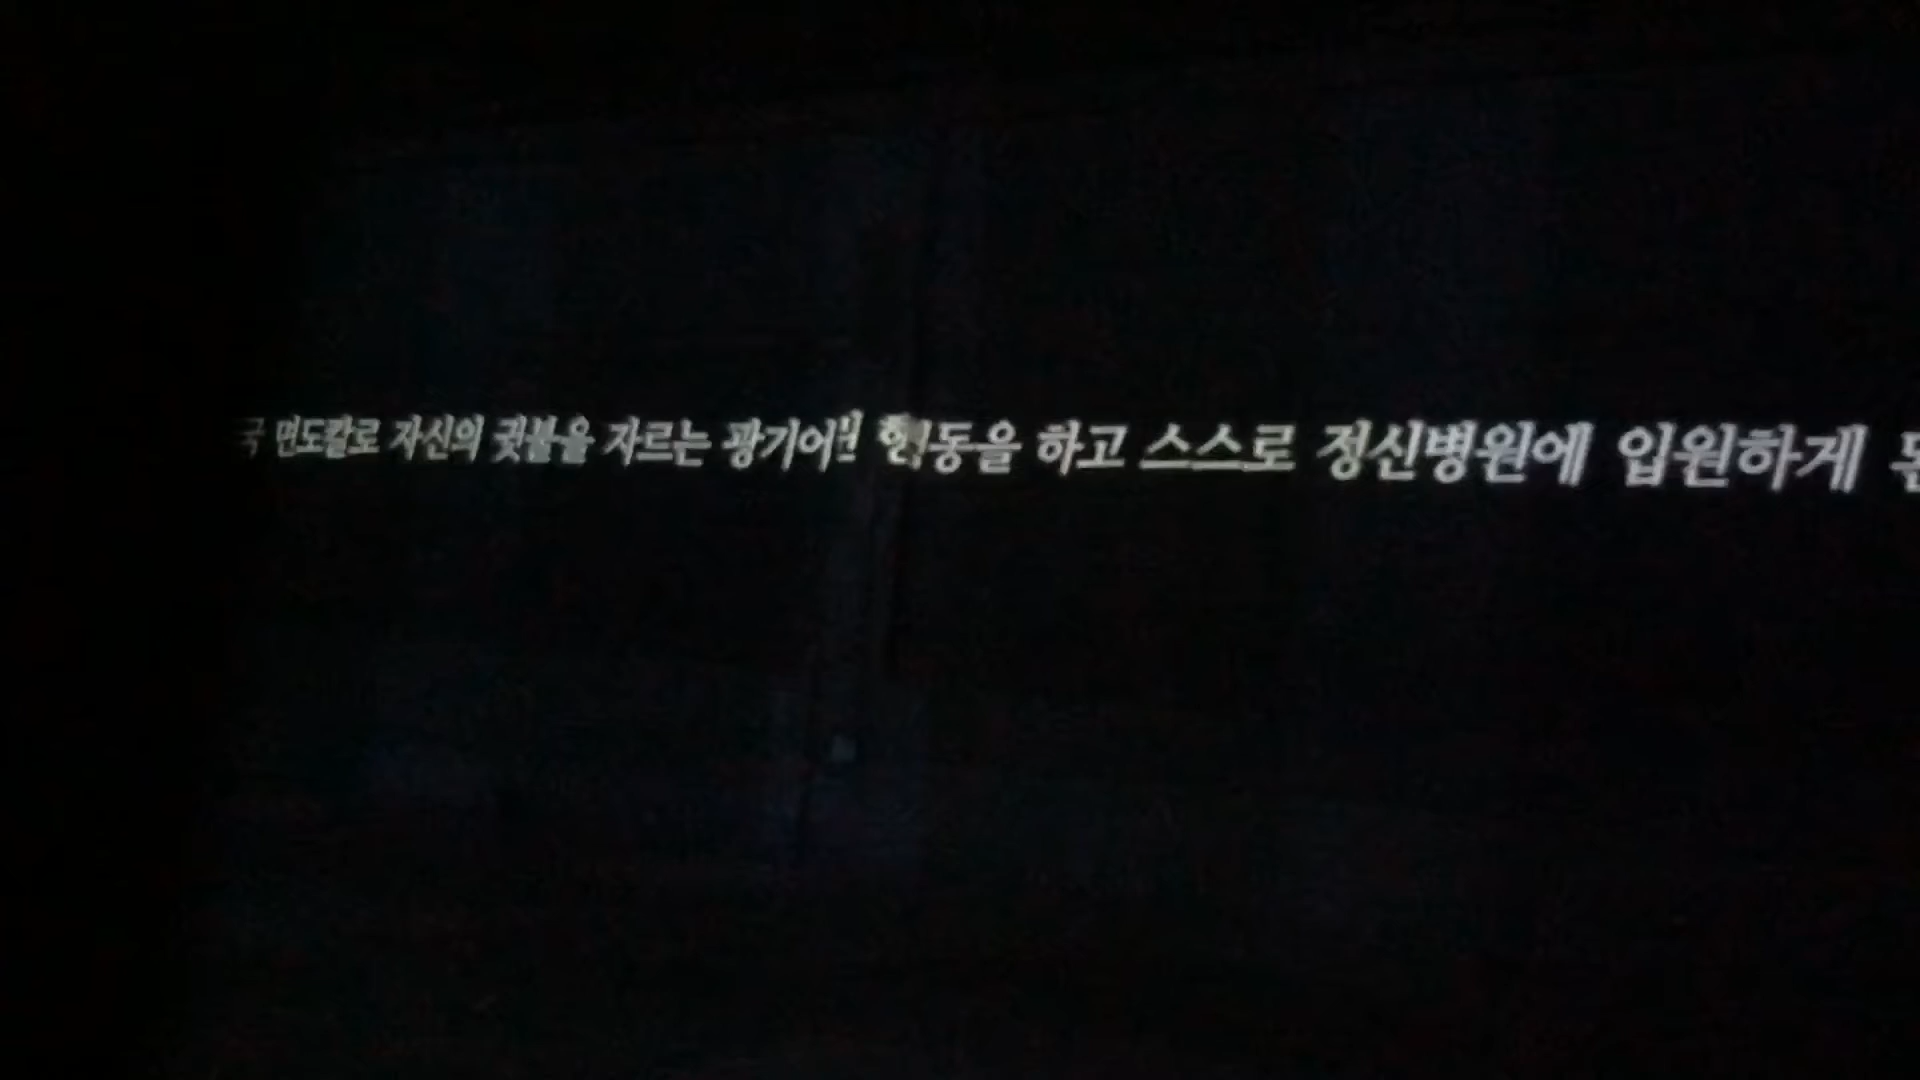 국 면도칼로 자신의 귓불을 자르는 광기어린 행동을 하고 스스로 정신병원에 입원하게